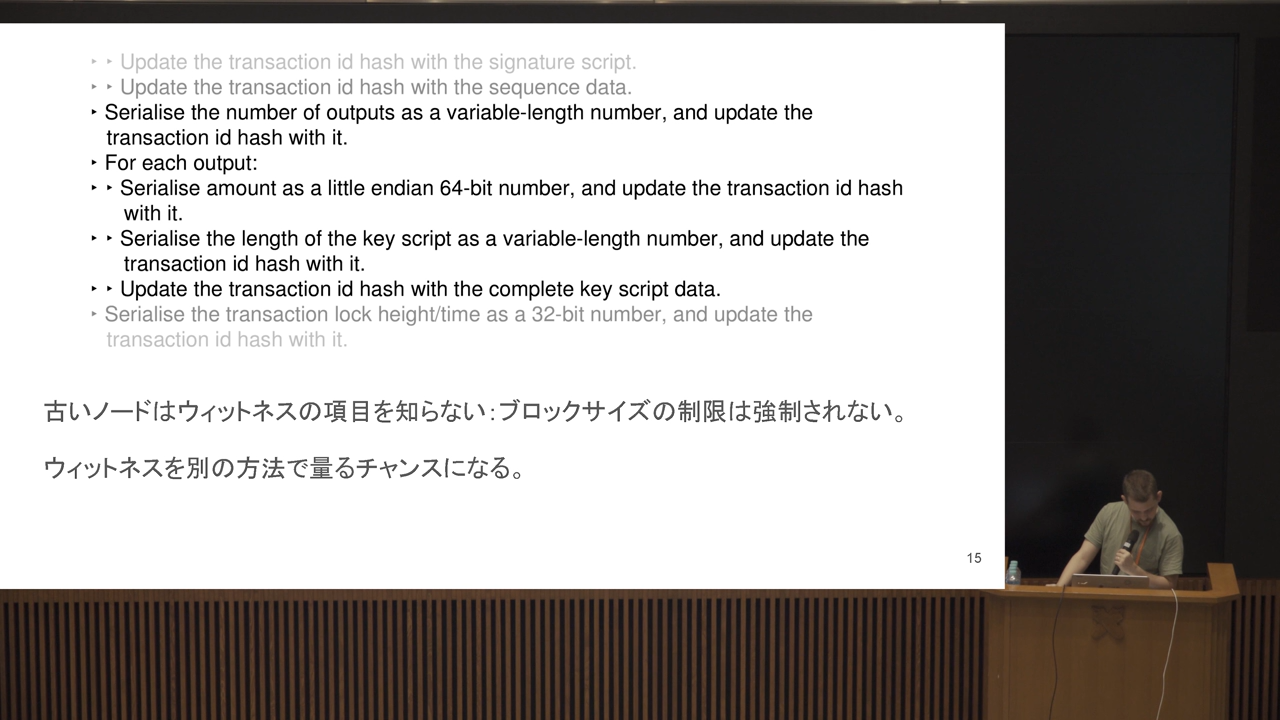 ‣ ‣ Update the transaction id hash with the signature script.
‣ ‣ Update the transaction id hash with the sequence data.
‣ Serialise the number of outputs as a variable-length number, and update the
transaction id hash with it.
‣ For each output:
‣ ‣ Serialise amount as a little endian 64-bit number, and update the transaction id hash
with it.
‣ ‣ Serialise the length of the key script as a variable-length number, and update the
transaction id hash with it.
‣ ‣ Update the transaction id hash with the complete key script data.
‣ Serialise the transaction lock height/time as a 32-bit number, and update the
transaction id hash with it.
古いノードはウィットネスの項目を知らない：ブロックサイズの制限は強制されない。
ウィットネスを別の方法で量るチャンスになる。
15